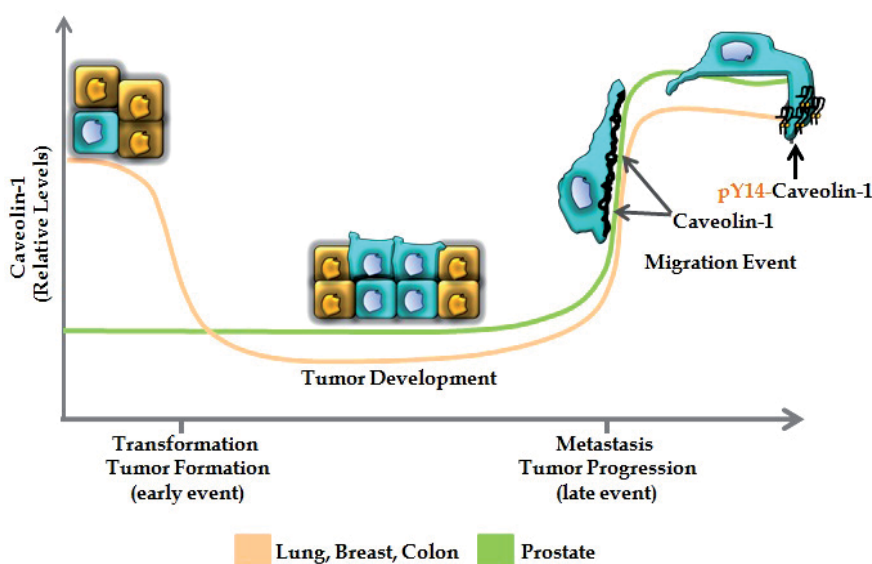 Caveolin-1
(Relative Levels)
pY14-Caveolin-1
Caveolin-1
Migration Event
Tumor Development
Transformation
Tumor Formation
(early event)
Metastasis
Tumor Progression
(late event)
Lung, Breast, Colon
Prostate